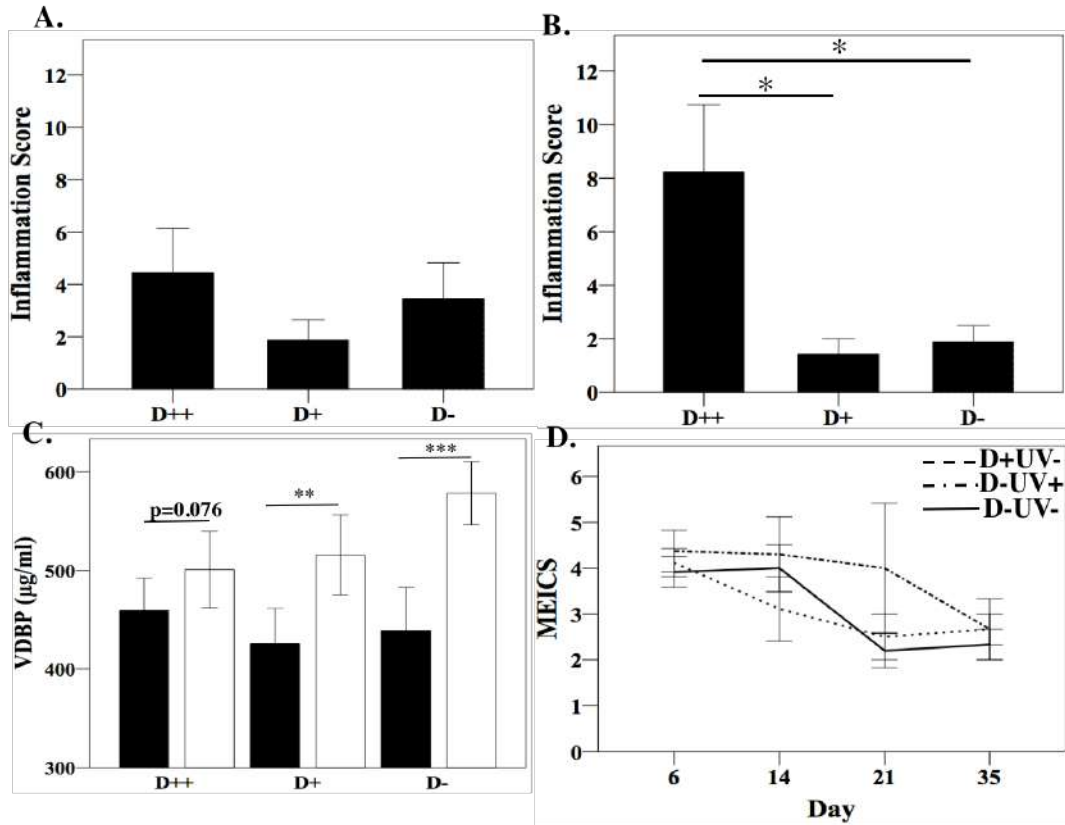 A.
Inflammation Score
12
10
8
6
4
2
0
D++ D+ D-
B.
*
*
Inflammation Score
12
10
8
6
4
2
0
D++ D+ D-
C.
VDBP (µg/ml)
600
500
400
300
p=0.076
**
***
D++ D+ D-
D.
D+UV-
D-UV+
D-UV-
MEICS
6
5
4
3
2
1
0
6 14 21 35
Day